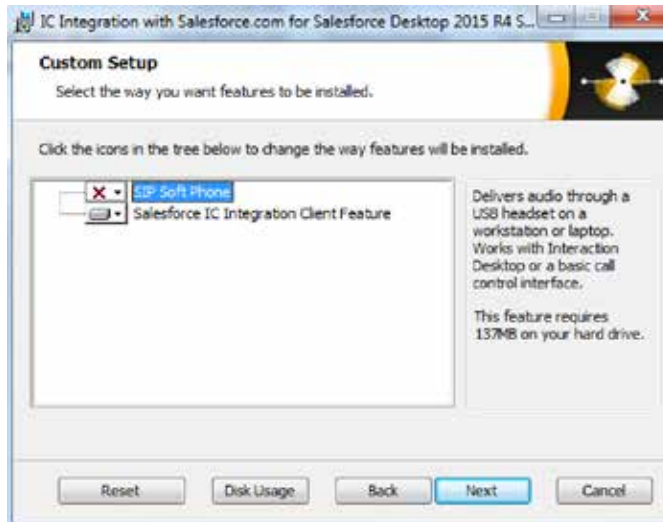 IC Integration with Salesforce.com for Salesforce Desktop 2015 R4 S...
Custom Setup
Select the way you want features to be installed.
Click the icons in the tree below to change the way features will be installed.
SIP Soft Phone
Salesforce IC Integration Client Feature
Delivers audio through a
USB headset on a
workstation or laptop.
Works with Interaction
Desktop or a basic call
control interface.
This feature requires
137MB on your hard drive.
Reset
Disk Usage
Back
Next
Cancel